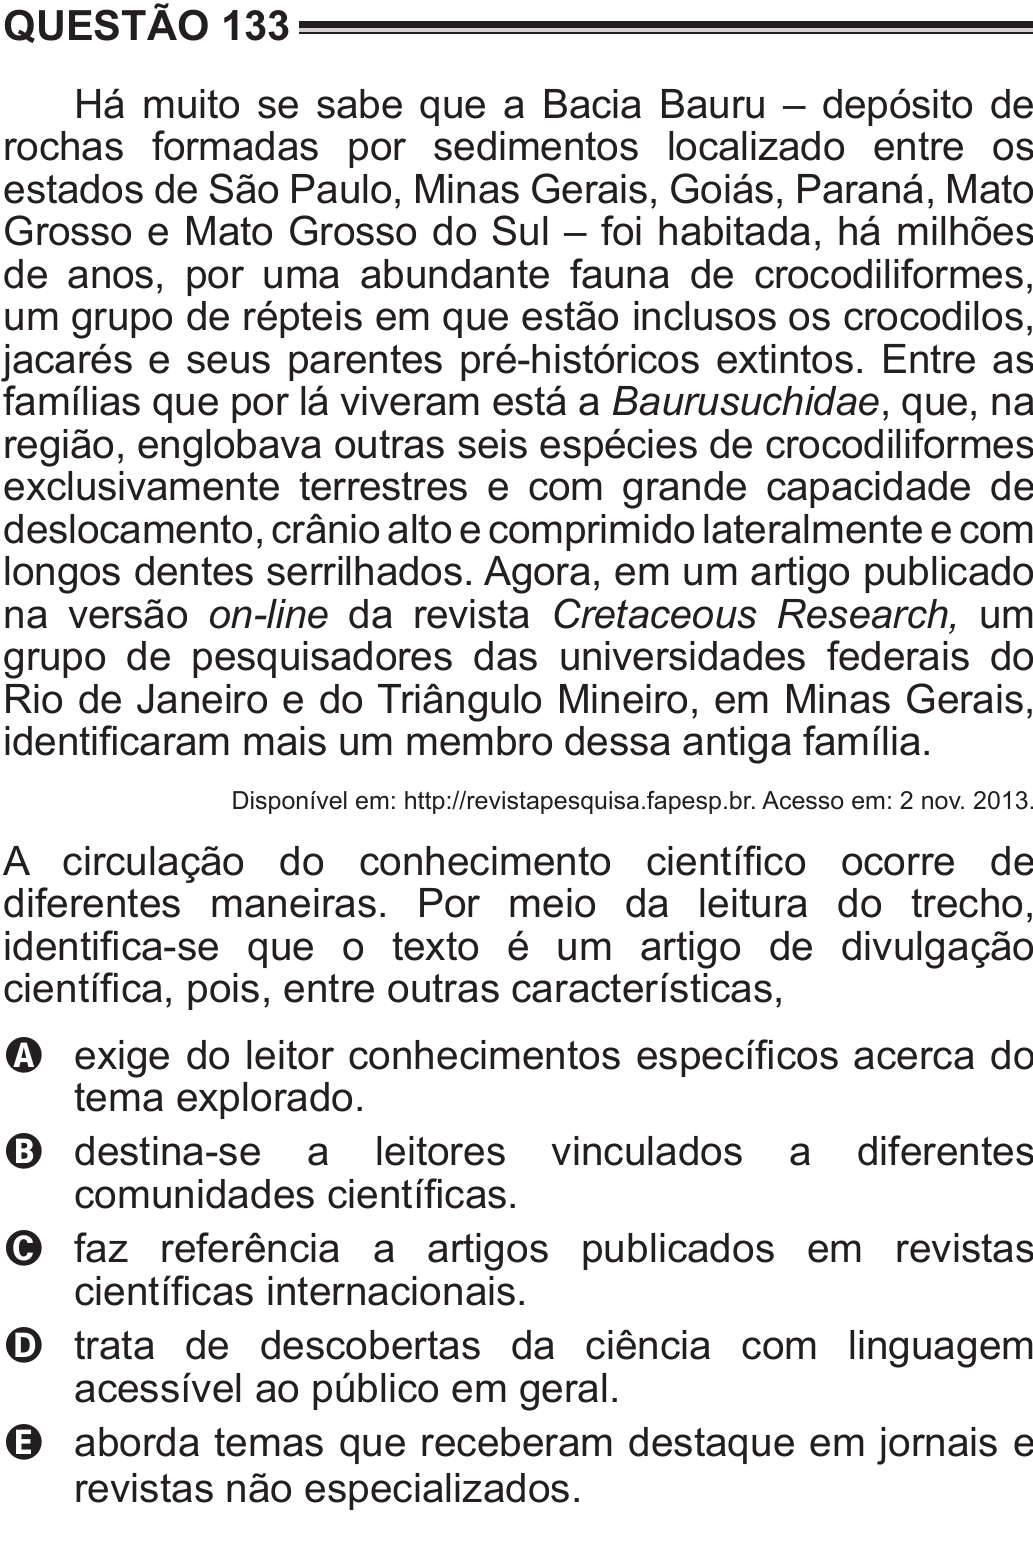 QUESTÃO 133
Há muito se sabe que a Bacia Bauru – depósito de
rochas formadas por sedimentos localizado entre os
estados de São Paulo, Minas Gerais, Goiás, Paraná, Mato
Grosso e Mato Grosso do Sul – foi habitada, há milhões
de anos, por uma abundante fauna de crocodiliformes,
um grupo de répteis em que estão inclusos os crocodilos,
jacarés e seus parentes pré-históricos extintos. Entre as
famílias que por lá viveram está a Baurusuchidae, que, na
região, englobava outras seis espécies de crocodiliformes
exclusivamente terrestres e com grande capacidade de
deslocamento, crânio alto e comprimido lateralmente e com
longos dentes serrilhados. Agora, em um artigo publicado
na versão on-line da revista Cretaceous Research, um
grupo de pesquisadores das universidades federais do
Rio de Janeiro e do Triângulo Mineiro, em Minas Gerais,
identificaram mais um membro dessa antiga família.
Disponível em: http://revistapesquisa.fapesp.br. Acesso em: 2 nov. 2013.
A circulação do conhecimento científico ocorre de
diferentes maneiras. Por meio da leitura do trecho,
identifica-se que o texto é um artigo de divulgação
científica, pois, entre outras características,
A exige do leitor conhecimentos específicos acerca do
tema explorado.
B destina-se a leitores vinculados a diferentes
comunidades científicas.
C faz referência a artigos publicados em revistas
científicas internacionais.
D trata de descobertas da ciência com linguagem
acessível ao público em geral.
E aborda temas que receberam destaque em jornais e
revistas não especializados.